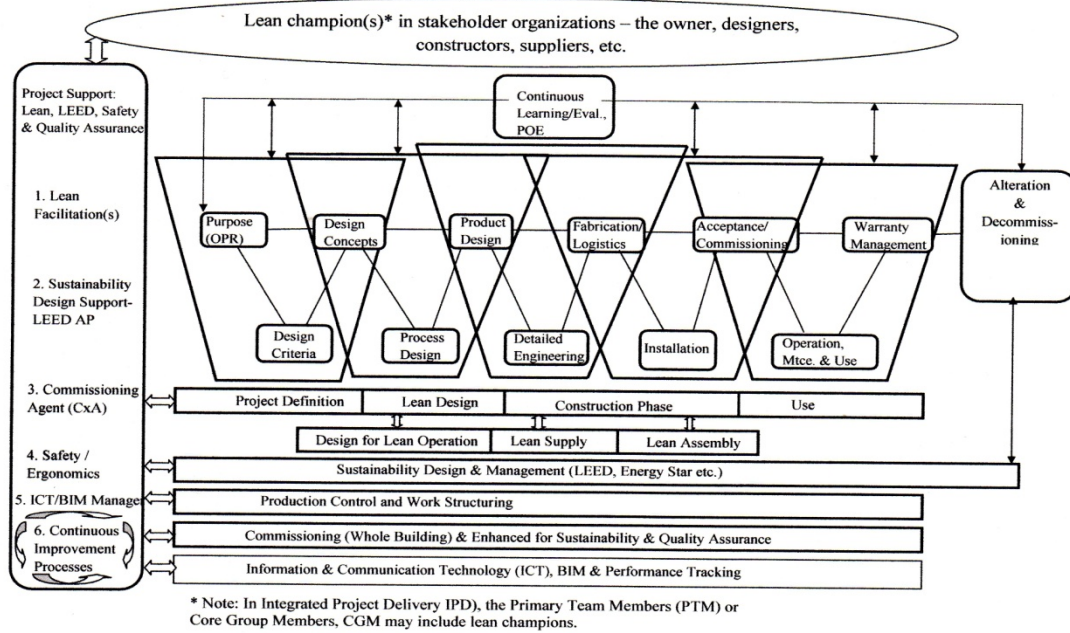 Lean champion(s)* in stakeholder organizations – the owner, designers,
constructors, suppliers, etc.
Project Support:
Lean, LEED, Safety
& Quality Assurance
1. Lean
Facilitation(s)
2. Sustainability
Design Support-
LEED AP
3. Commissioning
Agent (CxA)
4. Safety /
Ergonomics
5. ICT/BIM Manager
6. Continuous
Improvement
Processes
Continuous
Learning/Eval.,
POE
Purpose
(OPR)
Design
Concepts
Product
Design
Fabrication/
Logistics
Acceptance/
Commissioning
Warranty
Management
Alteration
&
Decommiss-
ioning
Design
Criteria
Process
Design
Detailed
Engineering
Installation
Operation,
Mtce. & Use
Project Definition
Lean Design
Construction Phase
Use
Design for Lean Operation
Lean Supply
Lean Assembly
Sustainability Design & Management (LEED, Energy Star etc.)
Production Control and Work Structuring
Commissioning (Whole Building) & Enhanced for Sustainability & Quality Assurance
Information & Communication Technology (ICT), BIM & Performance Tracking
* Note: In Integrated Project Delivery IPD), the Primary Team Members (PTM) or
Core Group Members, CGM may include lean champions.